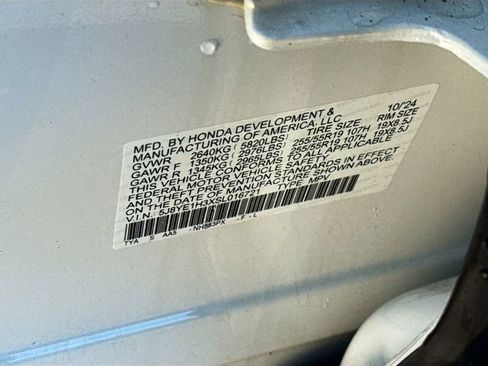 MFD. BY HONDA DEVELOPMENT & 10/'24
MANUFACTURING OF AMERICA, LLC
GVWR 2640KG ( 5820LBS) TIRE SIZE RIM SIZE
GAWR F 1350KG ( 2976LBS) 255/55R19 107H 19X8.5J
GAWR R 1345KG ( 2965LBS) 255/55R19 107H 19X8.5J
THIS VEHICLE CONFORMS TO ALL APPLICABLE
FEDERAL MOTOR VEHICLE SAFETY STANDARDS IN EFFECT
AND THEFT PREVENTION
ON THE DATE OF MANUFACTURE SHOWN ABOVE.
V.I.N.: 5J8YE1H3XSL016721 TYPE: MPV
TYA S AA5 -NH883PX -F-L